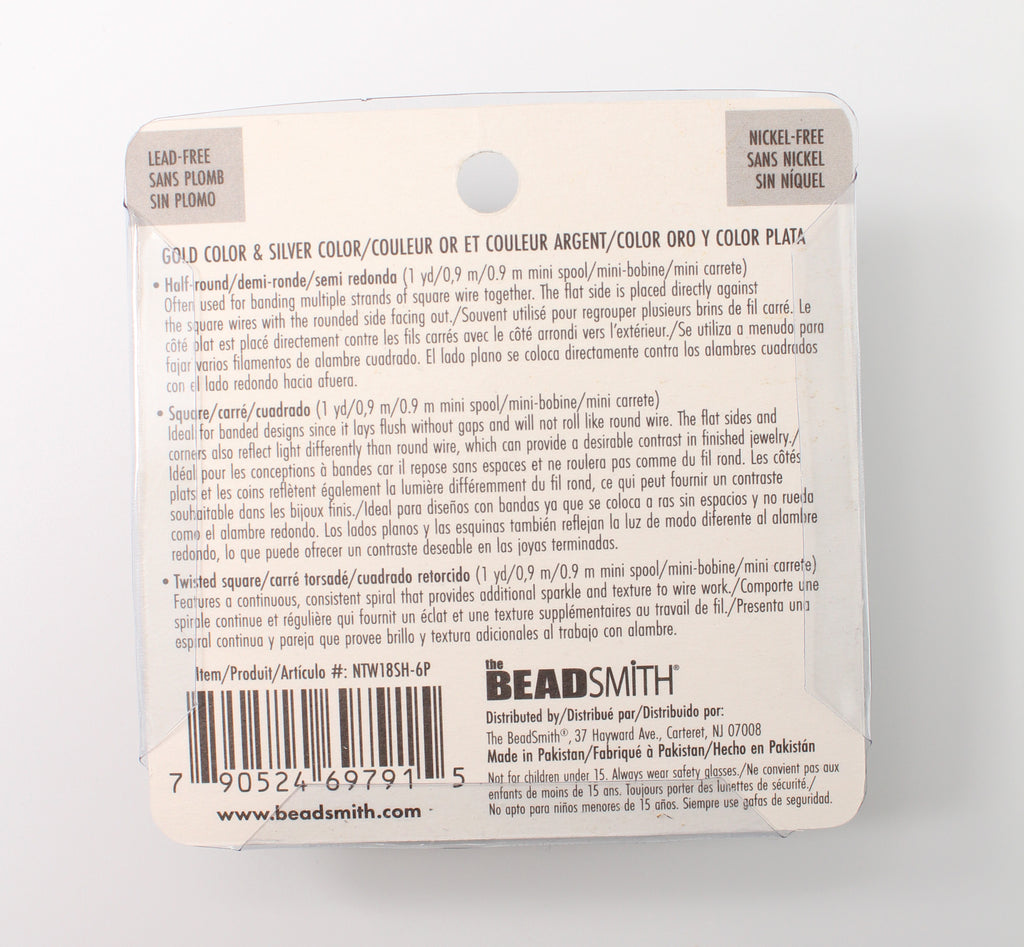 LEAD-FREE
SANS PLOMB
SIN PLOMO
NICKEL-FREE
SANS NICKEL
SIN NÍQUEL
GOLD COLOR & SILVER COLOR/COULEUR OR ET COULEUR ARGENT/COLOR ORO Y COLOR PLATA
• Half-round/demi-ronde/semi redonda (1 yd/0,9 m/0.9 m mini spool/mini-bobine/mini carrete)
Often used for banding multiple strands of square wire together. The flat side is placed directly against
the square wires with the rounded side facing out./Souvent utilisé pour regrouper plusieurs brins de fil carré. Le
côté plat est placé directement contre les fils carrés avec le côté arrondi vers l'extérieur./Se utiliza a menudo para
fajar varios filamentos de alambre cuadrado. El lado plano se coloca directamente contra los alambres cuadrados
con el lado redondo hacia afuera.
• Square/carré/cuadrado (1 yd/0,9 m/0.9 m mini spool/mini-bobine/mini carrete)
Ideal for banded designs since it lays flush without gaps and will not roll like round wire. The flat sides and
corners also reflect light differently than round wire, which can provide a desirable contrast in finished jewelry./
Idéal pour les conceptions à bandes car il repose sans espaces et ne roulera pas comme du fil rond. Les côtés
plats et les coins reflètent également la lumière différemment du fil rond, ce qui peut fournir un contraste
souhaitable dans les bijoux finis./Ideal para diseños con bandas ya que se coloca a ras sin espacios y no rueda
como el alambre redondo. Los lados planos y las esquinas también reflejan la luz de modo diferente al alambre
redondo, lo que puede ofrecer un contraste deseable en las joyas terminadas.
• Twisted square/carré torsadé/cuadrado retorcido (1 yd/0,9 m/0.9 m mini spool/mini-bobine/mini carrete)
Features a continuous, consistent spiral that provides additional sparkle and texture to wire work./Comporte une
spirale continue et régulière qui fournit un éclat et une texture supplémentaires au travail de fil./Presenta una
espiral continua y pareja que provee brillo y textura adicionales al trabajo con alambre.
Item/Produit/Artículo #: NTW18SH-6P
7 90524 69791 5
www.beadsmith.com
the BEADSMiTH®
Distributed by/Distribué par/Distribuido por:
The BeadSmith®, 37 Hayward Ave., Carteret, NJ 07008
Made in Pakistan/Fabriqué à Pakistan/Hecho en Pakistán
Not for children under 15. Always wear safety glasses./Ne convient pas aux
enfants de moins de 15 ans. Toujours porter des lunettes de sécurité./
No apto para niños menores de 15 años. Siempre use gafas de seguridad.